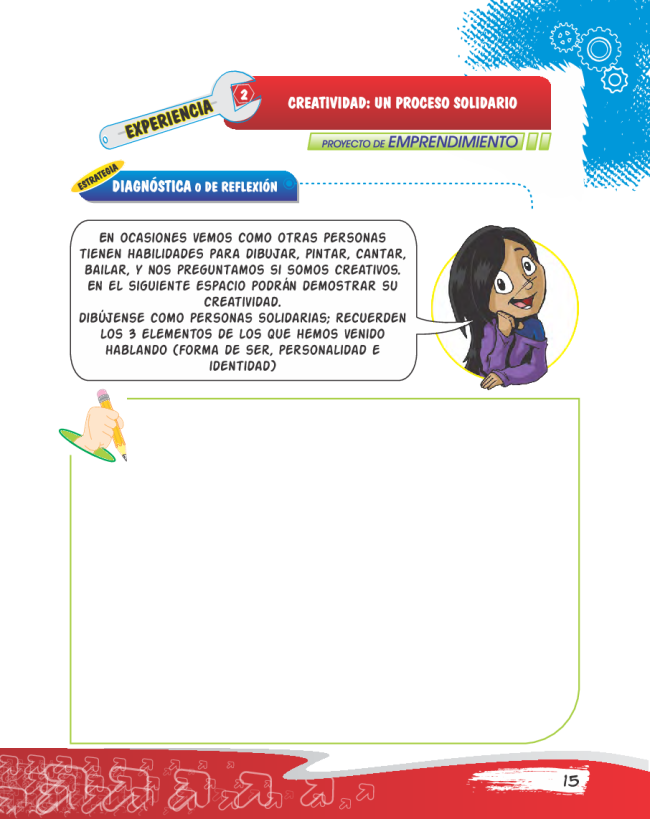 EXPERIENCIA 2
CREATIVIDAD: UN PROCESO SOLIDARIO
PROYECTO DE EMPRENDIMIENTO
ESTRATEGIA
DIAGNÓSTICA O DE REFLEXIÓN
EN OCASIONES VEMOS COMO OTRAS PERSONAS
TIENEN HABILIDADES PARA DIBUJAR, PINTAR, CANTAR,
BAILAR, Y NOS PREGUNTAMOS SI SOMOS CREATIVOS.
EN EL SIGUIENTE ESPACIO PODRÁN DEMOSTRAR SU
CREATIVIDAD.
DIBÚJENSE COMO PERSONAS SOLIDARIAS; RECUERDEN
LOS 3 ELEMENTOS DE LOS QUE HEMOS VENIDO
HABLANDO (FORMA DE SER, PERSONALIDAD E
IDENTIDAD)
15